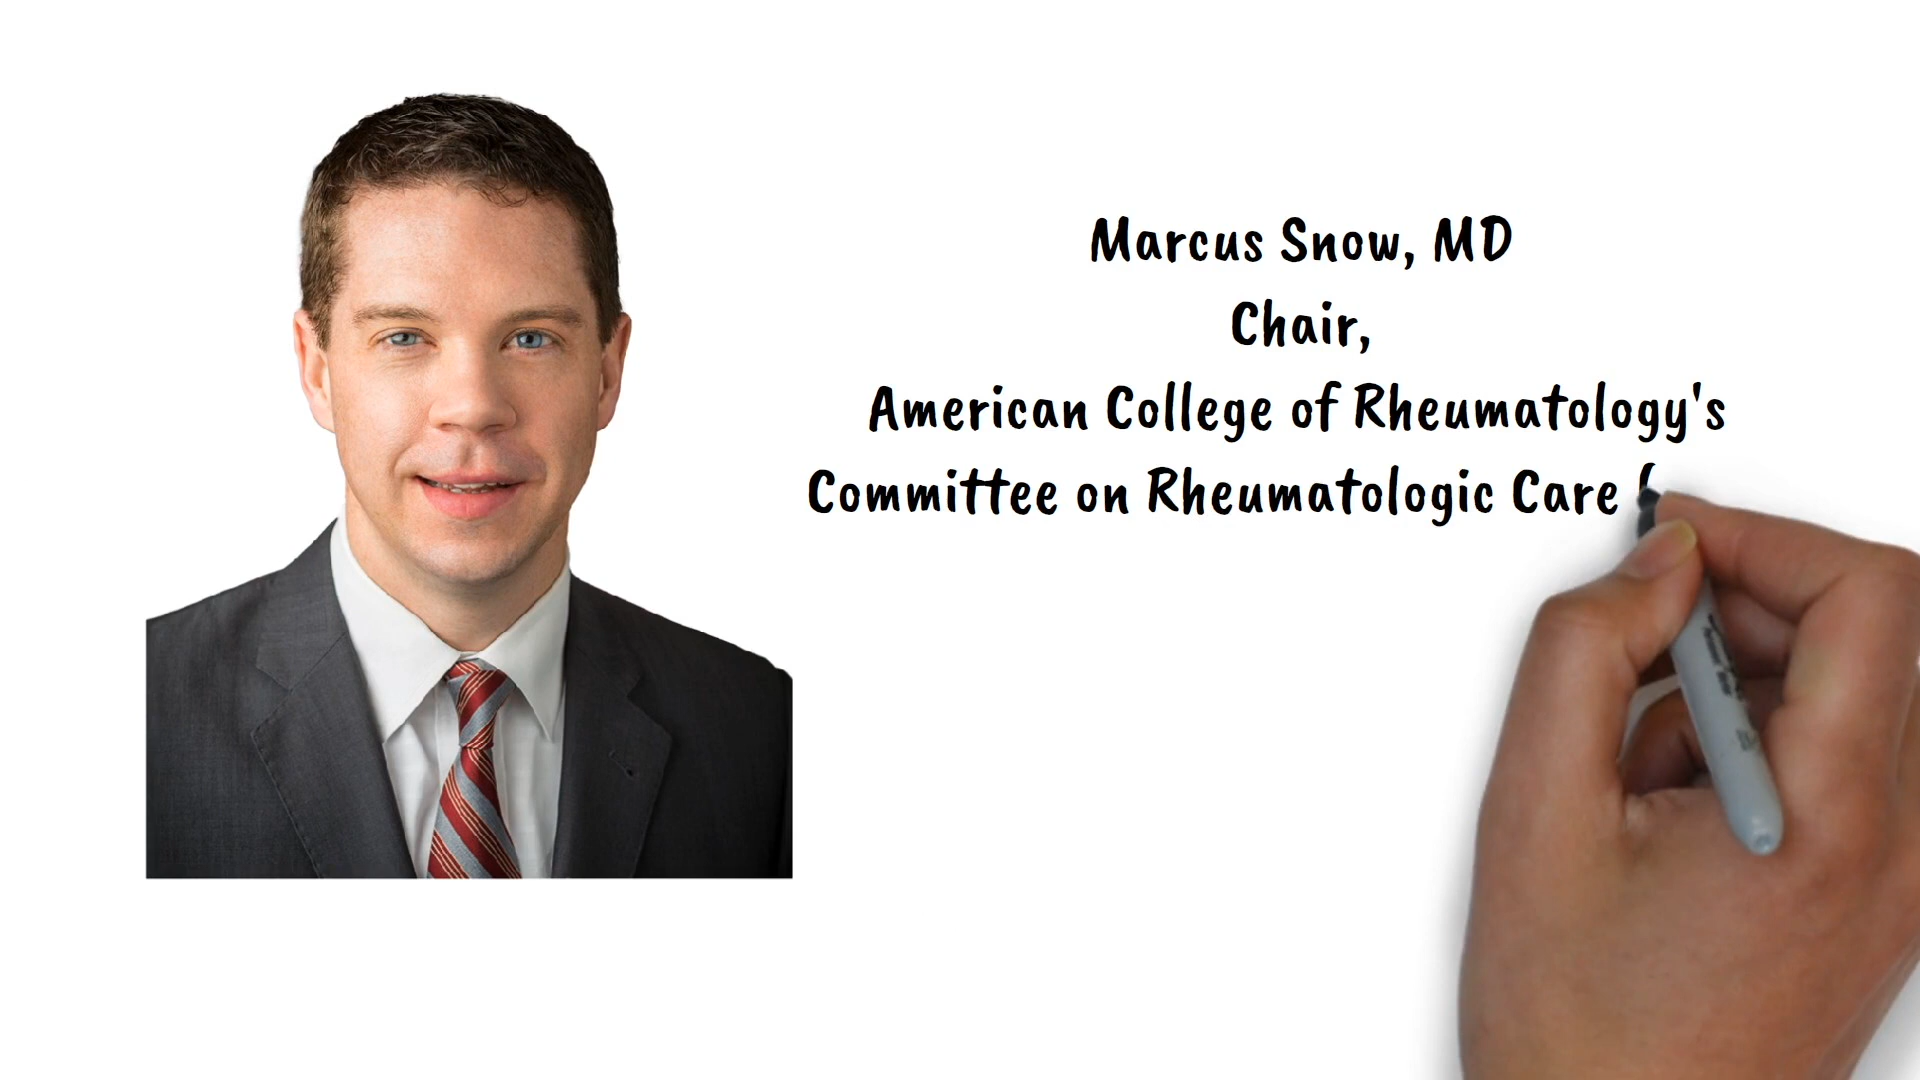 Marcus Snow, MD
Chair,
American College of Rheumatology's
Committee on Rheumatologic Care (